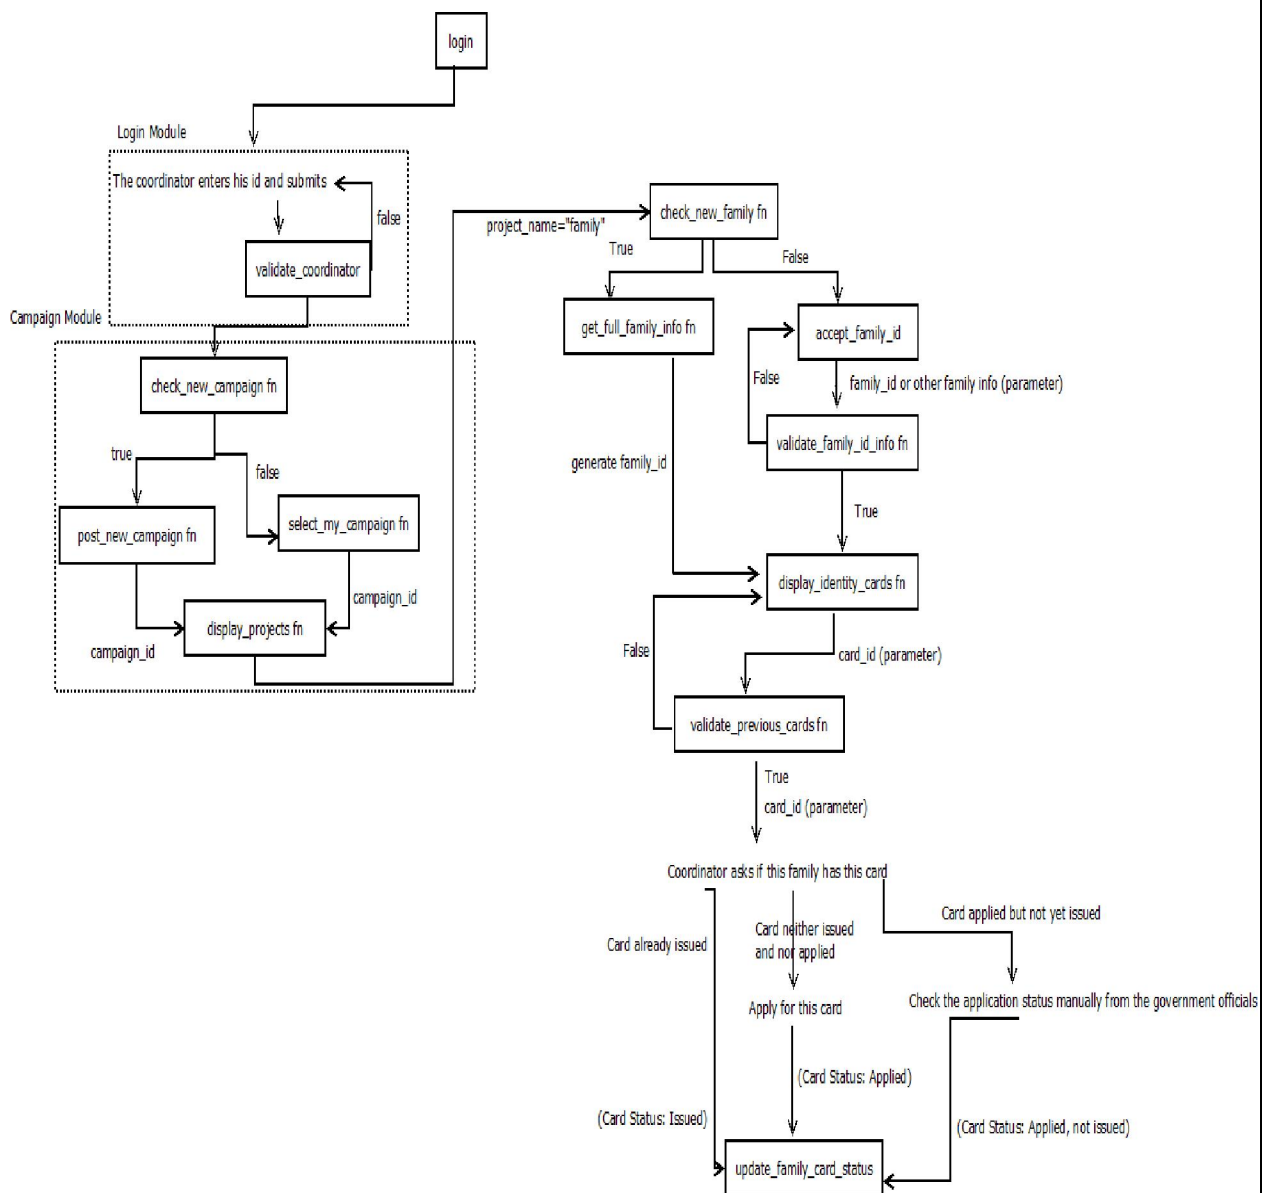 login
Login Module
The coordinator enters his id and submits
false
validate_coordinator
Campaign Module
check_new_campaign fn
true
false
post_new_campaign fn
select_my_campaign fn
campaign_id
display_projects fn
campaign_id
project_name="family"
check_new_family fn
True
False
get_full_family_info fn
accept_family_id
False
family_id or other family info (parameter)
validate_family_id_info fn
generate family_id
True
display_identity_cards fn
False
card_id (parameter)
validate_previous_cards fn
True
card_id (parameter)
Coordinator asks if this family has this card
Card already issued
Card neither issued
and nor applied
Card applied but not yet issued
Apply for this card
Check the application status manually from the government officials
(Card Status: Applied)
(Card Status: Issued)
(Card Status: Applied, not issued)
update_family_card_status